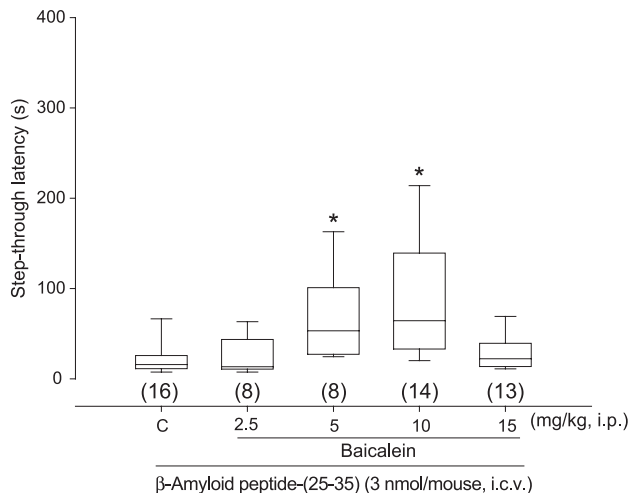 400
300
200
100
0
Step-through latency (s)
* *
(16) (8) (8) (14) (13)
C 2.5 5 10 15 (mg/kg, i.p.)
Baicalein
β-Amyloid peptide-(25-35) (3 nmol/mouse, i.c.v.)